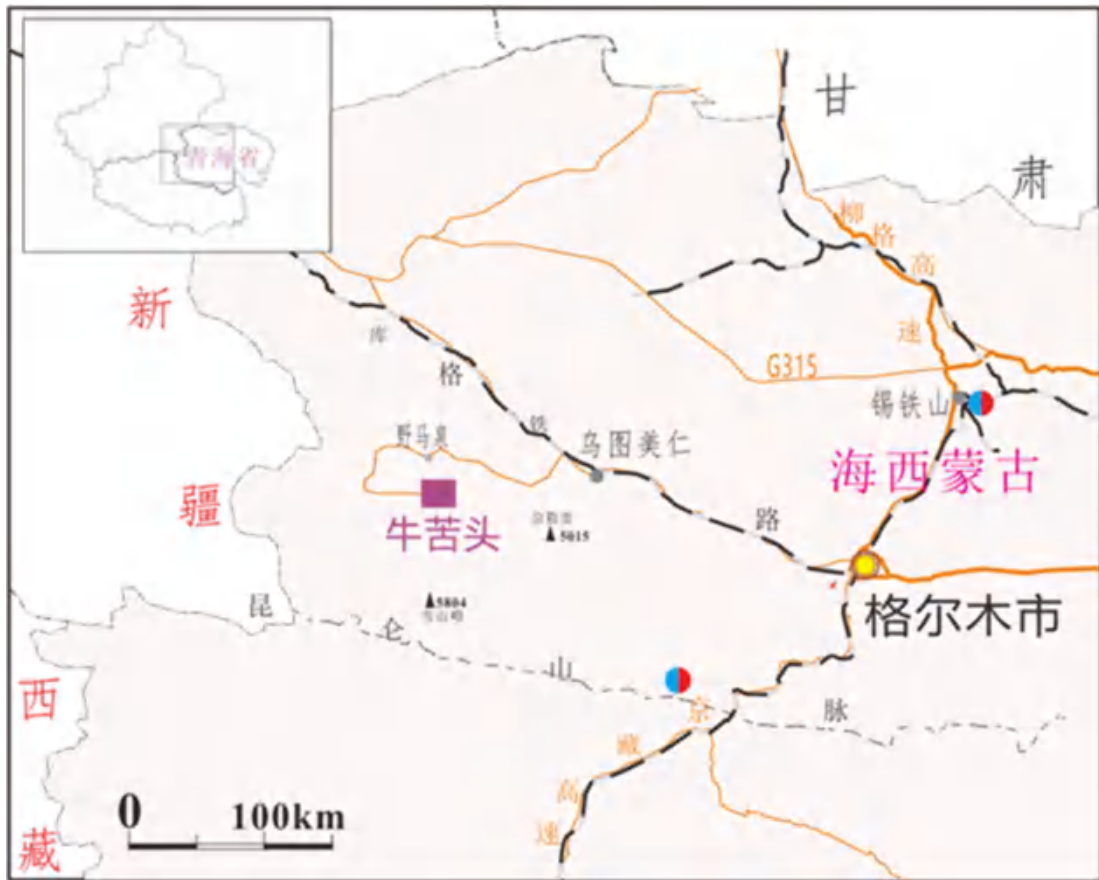 青海省
甘肃
柳格高速
新疆
库格铁路
G315
锡铁山
野马泉
乌图美仁
海西蒙古
牛苦头
5015
5804
昆仑山脉
格尔木市
西藏
京藏高速
0 100km